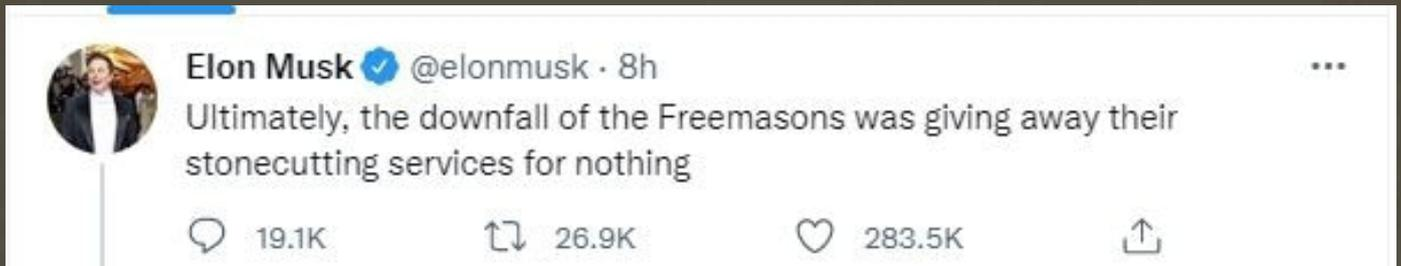 Elon Musk @elonmusk · 8h
Ultimately, the downfall of the Freemasons was giving away their
stonecutting services for nothing
19.1K 26.9K 283.5K